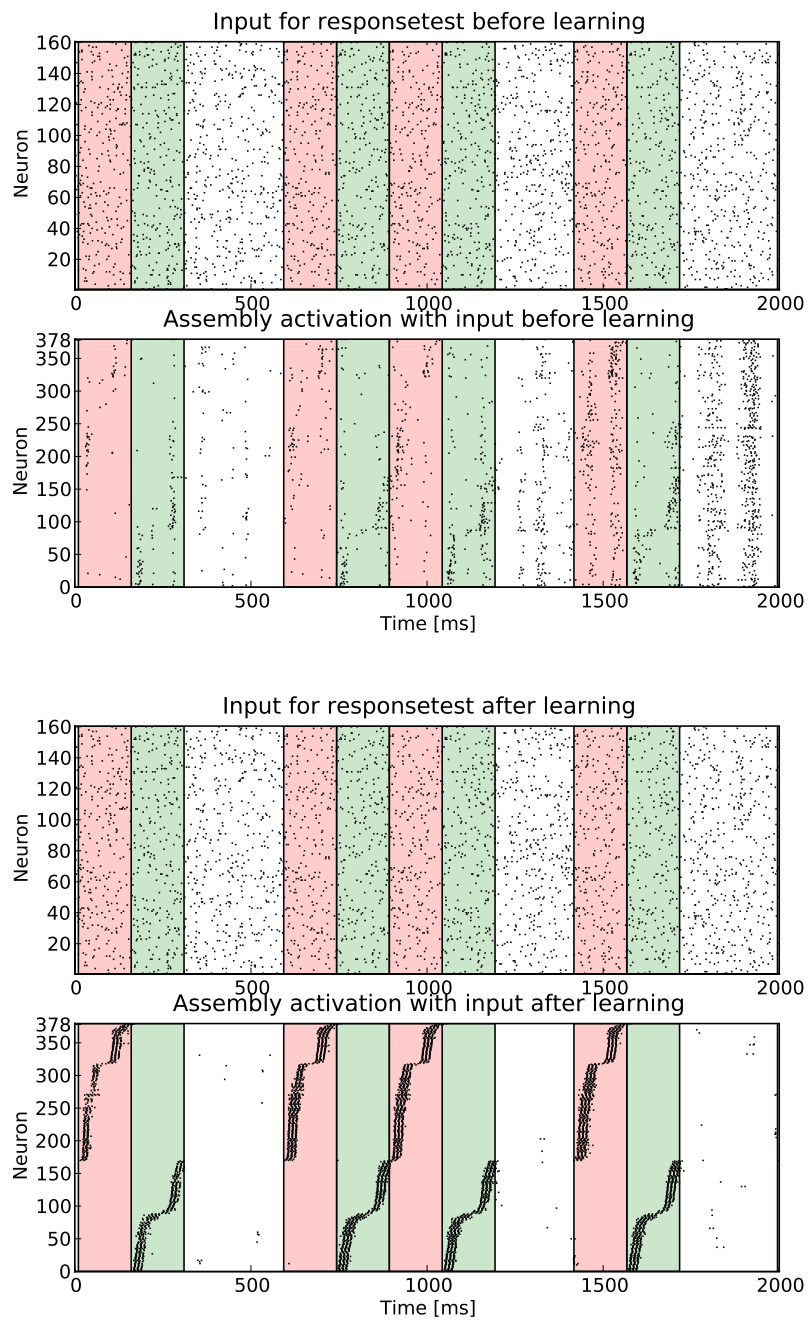 Input for responsetest before learning
160
140
120
100
80
60
40
20
Neuron
0 500 1000 1500 2000
Assembly activation with input before learning
378
350
300
250
200
150
100
50
0
Neuron
0 500 1000 1500 2000
Time [ms]
Input for responsetest after learning
160
140
120
100
80
60
40
20
Neuron
0 500 1000 1500 2000
Assembly activation with input after learning
378
350
300
250
200
150
100
50
0
Neuron
0 500 1000 1500 2000
Time [ms]